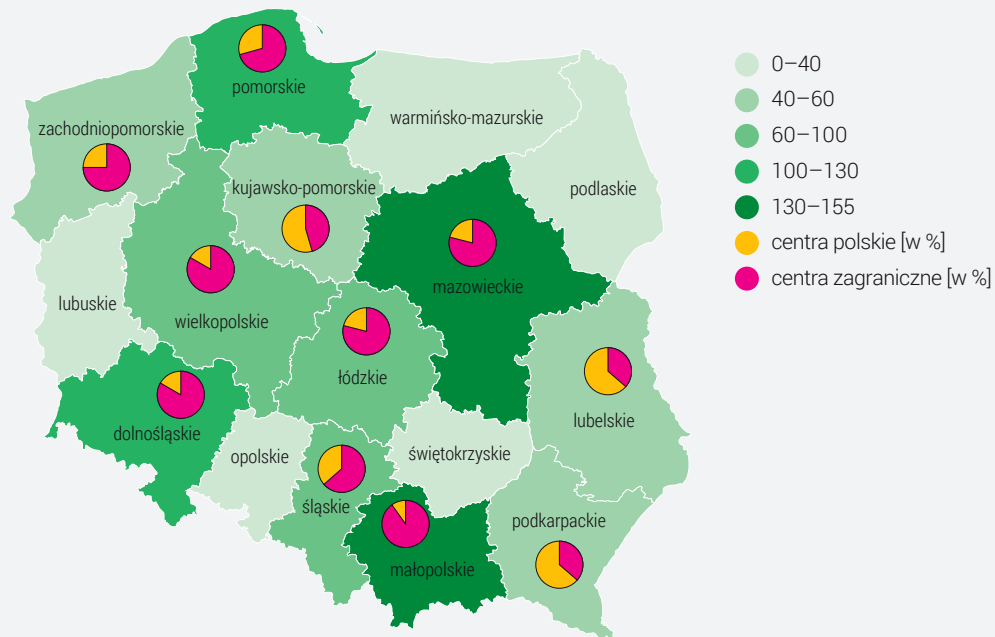 pomorskie
warmińsko-mazurskie
zachodniopomorskie
kujawsko-pomorskie
podlaskie
mazowieckie
lubuskie
wielkopolskie
łódzkie
lubelskie
dolnośląskie
opolskie
świętokrzyskie
śląskie
podkarpackie
małopolskie
0–40
40–60
60–100
100–130
130–155
centra polskie [w %]
centra zagraniczne [w %]